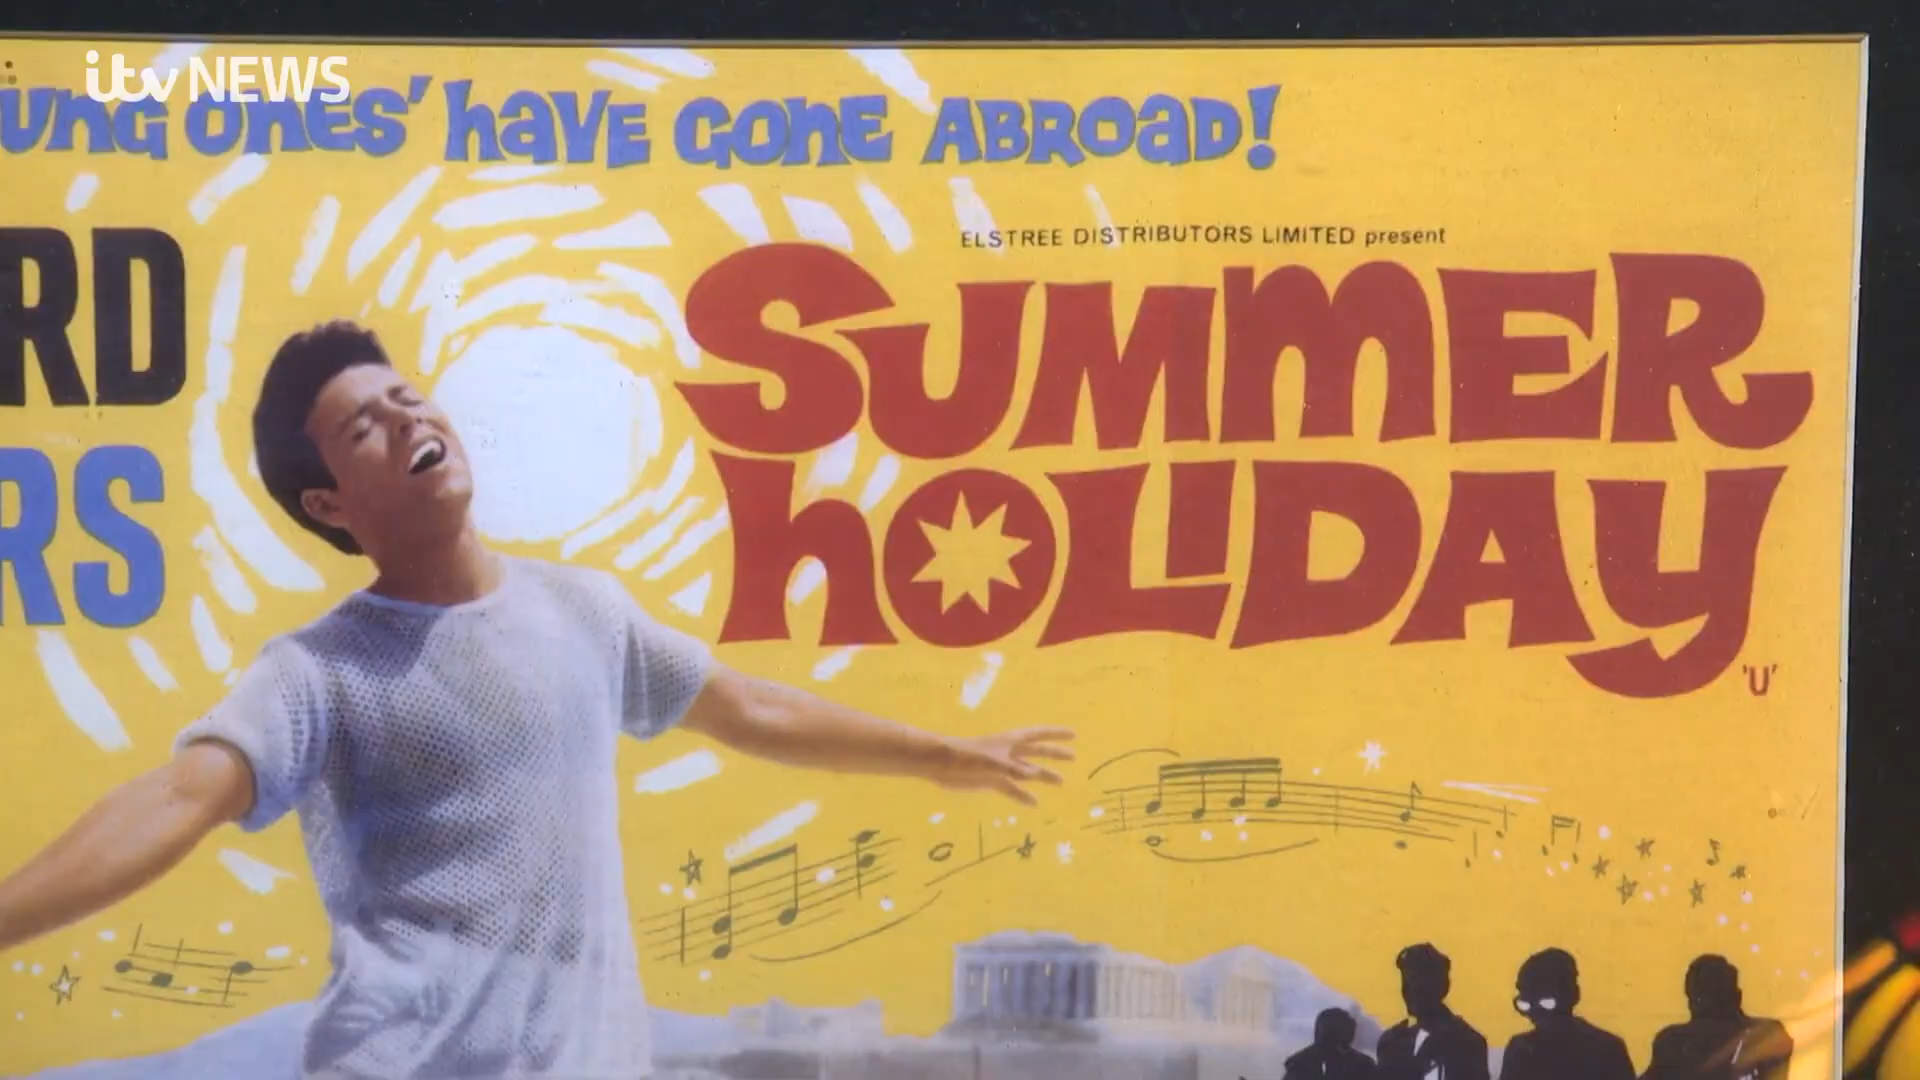 itv NEWS
UNG ONES' have GONE ABROAD!
ELSTREE DISTRIBUTORS LIMITED present
RD
SUMMER
RS
hOLIDAY
'U'